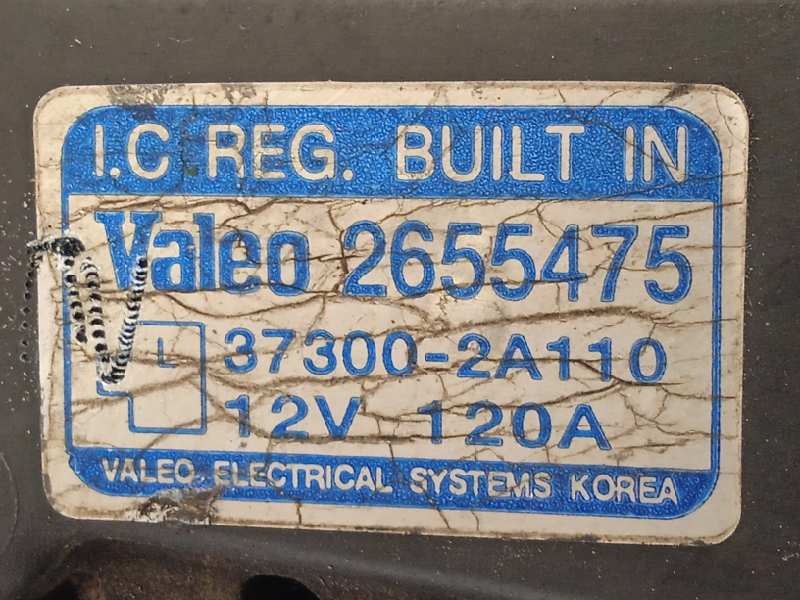 I.C REG. BUILT IN
Valeo 2655475
L 37300-2A110
12V 120A
VALEO ELECTRICAL SYSTEMS KOREA